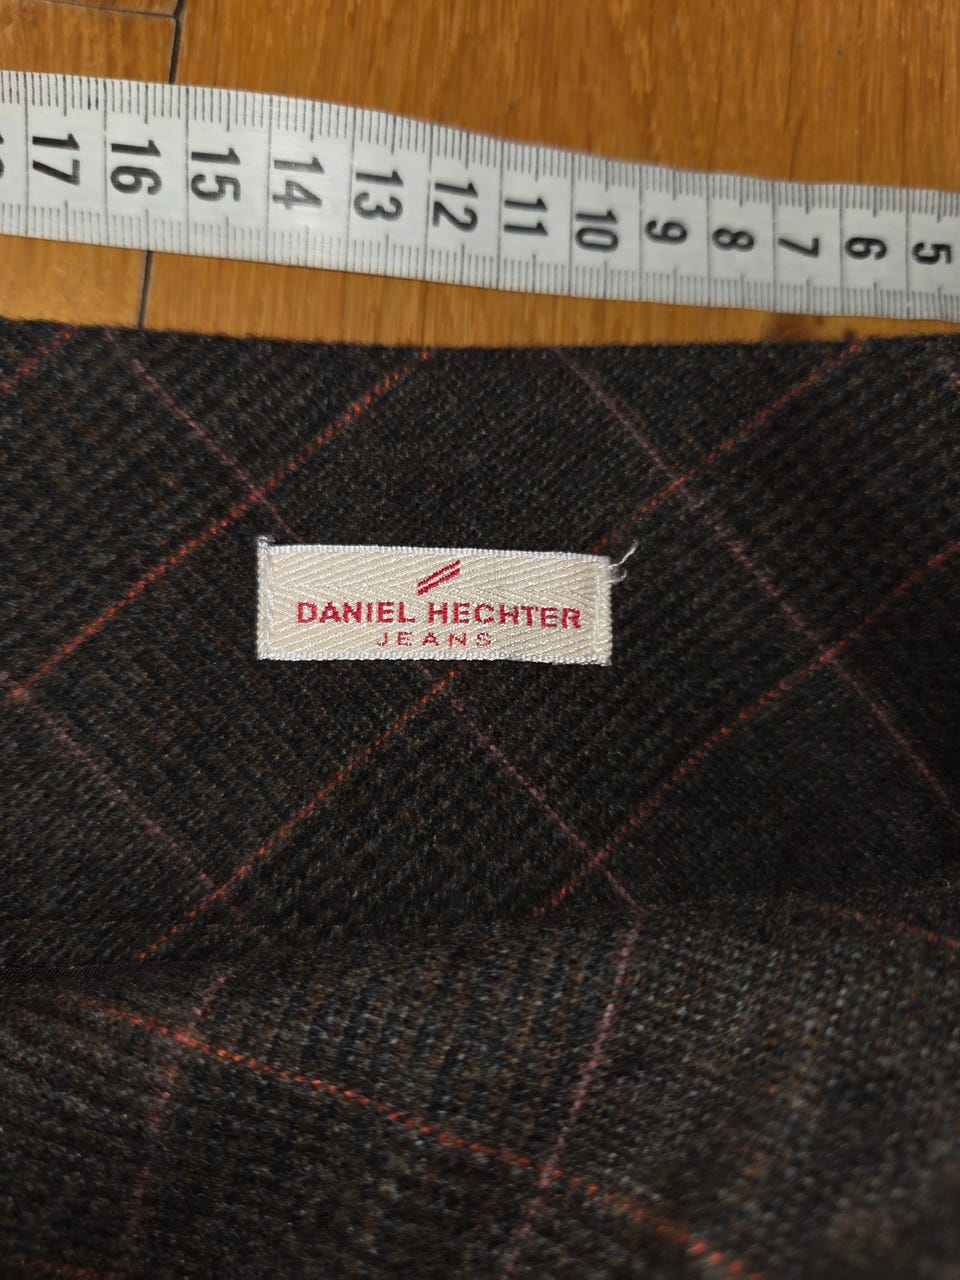 17 16 15 14 13 12 11 10 9 8 7 6 5
DANIEL HECHTER
JEANS